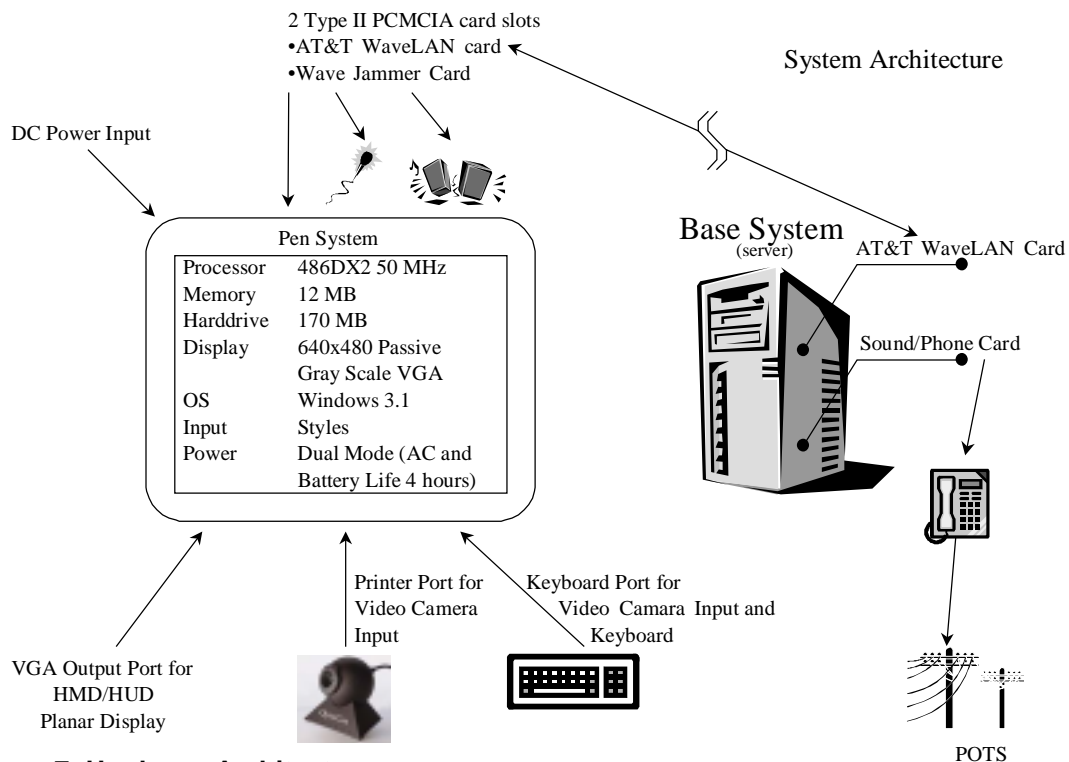 2 Type II PCMCIA card slots
•AT&T WaveLAN card
•Wave Jammer Card
System Architecture
DC Power Input
Pen System
Processor 486DX2 50 MHz
Memory 12 MB
Harddrive 170 MB
Display 640x480 Passive
Gray Scale VGA
OS Windows 3.1
Input Styles
Power Dual Mode (AC and
Battery Life 4 hours)
Base System
(server)
AT&T WaveLAN Card
Sound/Phone Card
Printer Port for
Video Camera
Input
Keyboard Port for
Video Camara Input and
Keyboard
VGA Output Port for
HMD/HUD
Planar Display
POTS